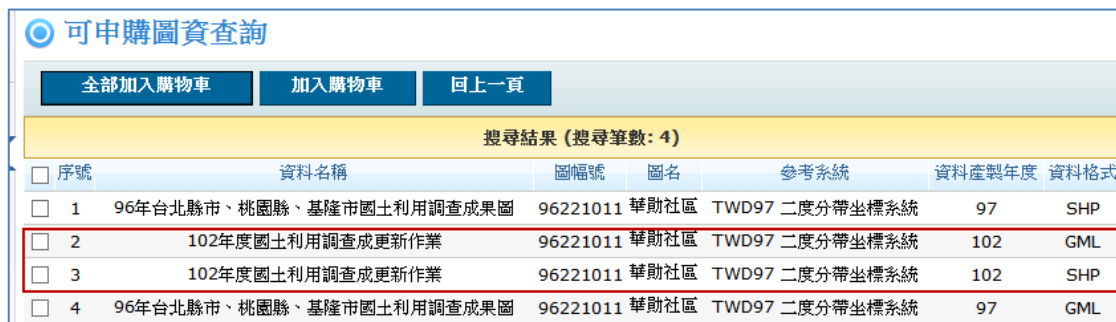 可申購圖資查詢
全部加入購物車 加入購物車 回上一頁
搜尋結果 (搜尋筆數: 4)
序號 資料名稱 圖幅號 圖名 參考系統 資料產製年度 資料格式
1 96年台北縣市、桃園縣、基隆市國土利用調查成果圖 96221011 華勛社區 TWD97 二度分帶坐標系統 97 SHP
2 102年度國土利用調查成更新作業 96221011 華勛社區 TWD97 二度分帶坐標系統 102 GML
3 102年度國土利用調查成更新作業 96221011 華勛社區 TWD97 二度分帶坐標系統 102 SHP
4 96年台北縣市、桃園縣、基隆市國土利用調查成果圖 96221011 華勛社區 TWD97 二度分帶坐標系統 97 GML